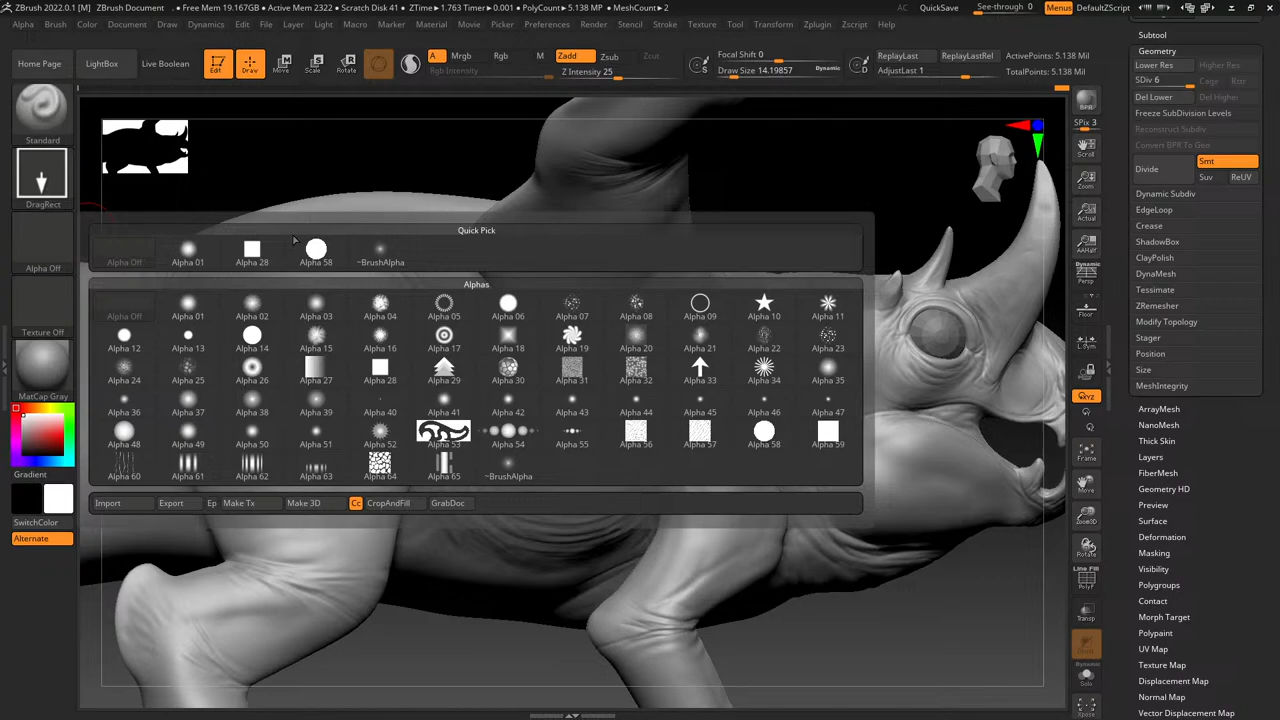 ZBrush 2022.0.1 [M] ZBrush Document • Free Mem 19.167GB • Active Mem 2322 • Scratch Disk 41 • ZTime▸1.763 Timer▸0.001 • PolyCount▸5.138 MP • MeshCount▸2 AC QuickSave See-through 0 Menus DefaultZScript
Alpha Brush Color Document Draw Dynamics Edit File Layer Light Macro Marker Material Movie Picker Preferences Render Stencil Stroke Texture Tool Transform Zplugin Zscript Help
Home Page LightBox Live Boolean Edit Draw Move Scale Rotate
A Mrgb Rgb M Zadd Zsub Zcut
Rgb Intensity Z Intensity 25
Focal Shift 0
Draw Size 14.19857 Dynamic
S D
ReplayLast ReplayLastRel ActivePoints: 5.138 Mil
AdjustLast 1 TotalPoints: 5.138 Mil
Standard
DragRect
Alpha Off
Texture Off
MatCap Gray
Gradient
SwitchColor
Alternate
Quick Pick
Alpha Off Alpha 01 Alpha 28 Alpha 58 ~BrushAlpha
Alphas
Alpha Off Alpha 01 Alpha 02 Alpha 03 Alpha 04 Alpha 05 Alpha 06 Alpha 07 Alpha 08 Alpha 09 Alpha 10 Alpha 11
Alpha 12 Alpha 13 Alpha 14 Alpha 15 Alpha 16 Alpha 17 Alpha 18 Alpha 19 Alpha 20 Alpha 21 Alpha 22 Alpha 23
Alpha 24 Alpha 25 Alpha 26 Alpha 27 Alpha 28 Alpha 29 Alpha 30 Alpha 31 Alpha 32 Alpha 33 Alpha 34 Alpha 35
Alpha 36 Alpha 37 Alpha 38 Alpha 39 Alpha 40 Alpha 41 Alpha 42 Alpha 43 Alpha 44 Alpha 45 Alpha 46 Alpha 47
Alpha 48 Alpha 49 Alpha 50 Alpha 51 Alpha 52 Alpha 53 Alpha 54 Alpha 55 Alpha 56 Alpha 57 Alpha 58 Alpha 59
Alpha 60 Alpha 61 Alpha 62 Alpha 63 Alpha 64 Alpha 65 ~BrushAlpha
Import Export Ep Make Tx Make 3D Cc CropAndFill GrabDoc
BPR
SPix 3
Scroll
Zoom
Actual
AAHalf
Dynamic
Persp
Floor
L.Sym
XYZ
Frame
Move
Zoom3D
Rotate
Line Fill
PolyF
Transp
Dynamic
Solo
Xpose
Subtool
Geometry
Lower Res Higher Res
SDiv 6 Cage Rstr
Del Lower Del Higher
Freeze SubDivision Levels
Reconstruct Subdiv
Convert BPR To Geo
Divide Smt
Suv ReUV
Dynamic Subdiv
EdgeLoop
Crease
ShadowBox
ClayPolish
DynaMesh
Tessimate
ZRemesher
Modify Topology
Stager
Position
Size
MeshIntegrity
ArrayMesh
NanoMesh
Thick Skin
Layers
FiberMesh
Geometry HD
Preview
Surface
Deformation
Masking
Visibility
Polygroups
Contact
Morph Target
Polypaint
UV Map
Texture Map
Displacement Map
Normal Map
Vector Displacement Map